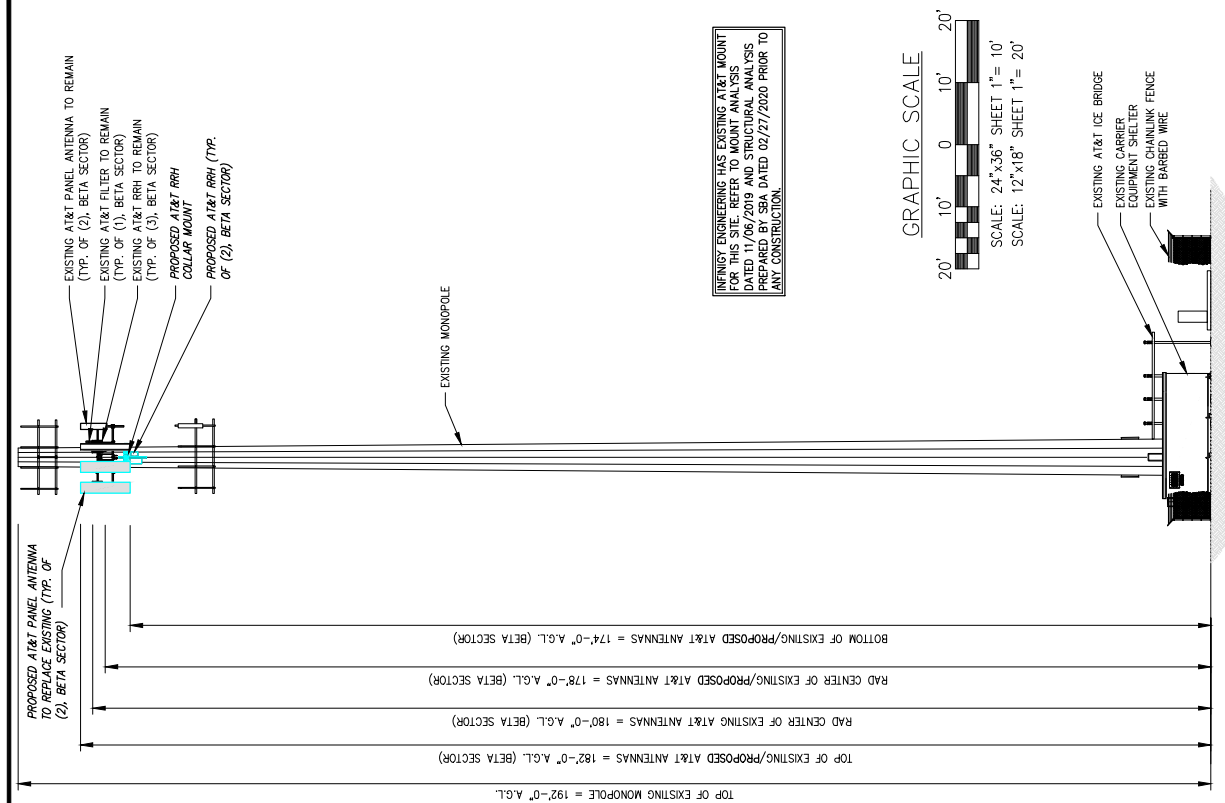 PROPOSED AT&T PANEL ANTENNA
TO REPLACE EXISTING (TYP. OF
(2), BETA SECTOR)
EXISTING AT&T PANEL ANTENNA TO REMAIN
(TYP. OF (2), BETA SECTOR)
EXISTING AT&T FILTER TO REMAIN
(TYP. OF (1), BETA SECTOR)
EXISTING AT&T RRH TO REMAIN
(TYP. OF (3), BETA SECTOR)
PROPOSED AT&T RRH
COLLAR MOUNT
PROPOSED AT&T RRH (TYP.
OF (2), BETA SECTOR)
EXISTING MONOPOLE
INFINIGY ENGINEERING HAS EXISTING AT&T MOUNT
FOR THIS SITE. REFER TO MOUNT ANALYSIS
DATED 11/06/2019 AND STRUCTURAL ANALYSIS
PREPARED BY SBA DATED 02/27/2020 PRIOR TO
ANY CONSTRUCTION.
GRAPHIC SCALE
20' 10' 0 10' 20'
SCALE: 24"x36" SHEET 1"= 10'
SCALE: 12"x18" SHEET 1"= 20'
EXISTING AT&T ICE BRIDGE
EXISTING CARRIER
EQUIPMENT SHELTER
EXISTING CHAINLINK FENCE
WITH BARBED WIRE
BOTTOM OF EXISTING/PROPOSED AT&T ANTENNAS = 174'-0" A.G.L. (BETA SECTOR)
RAD CENTER OF EXISTING/PROPOSED AT&T ANTENNAS = 178'-0" A.G.L. (BETA SECTOR)
RAD CENTER OF EXISTING AT&T ANTENNAS = 180'-0" A.G.L. (BETA SECTOR)
TOP OF EXISTING/PROPOSED AT&T ANTENNAS = 182'-0" A.G.L. (BETA SECTOR)
TOP OF EXISTING MONOPOLE = 192'-0" A.G.L.